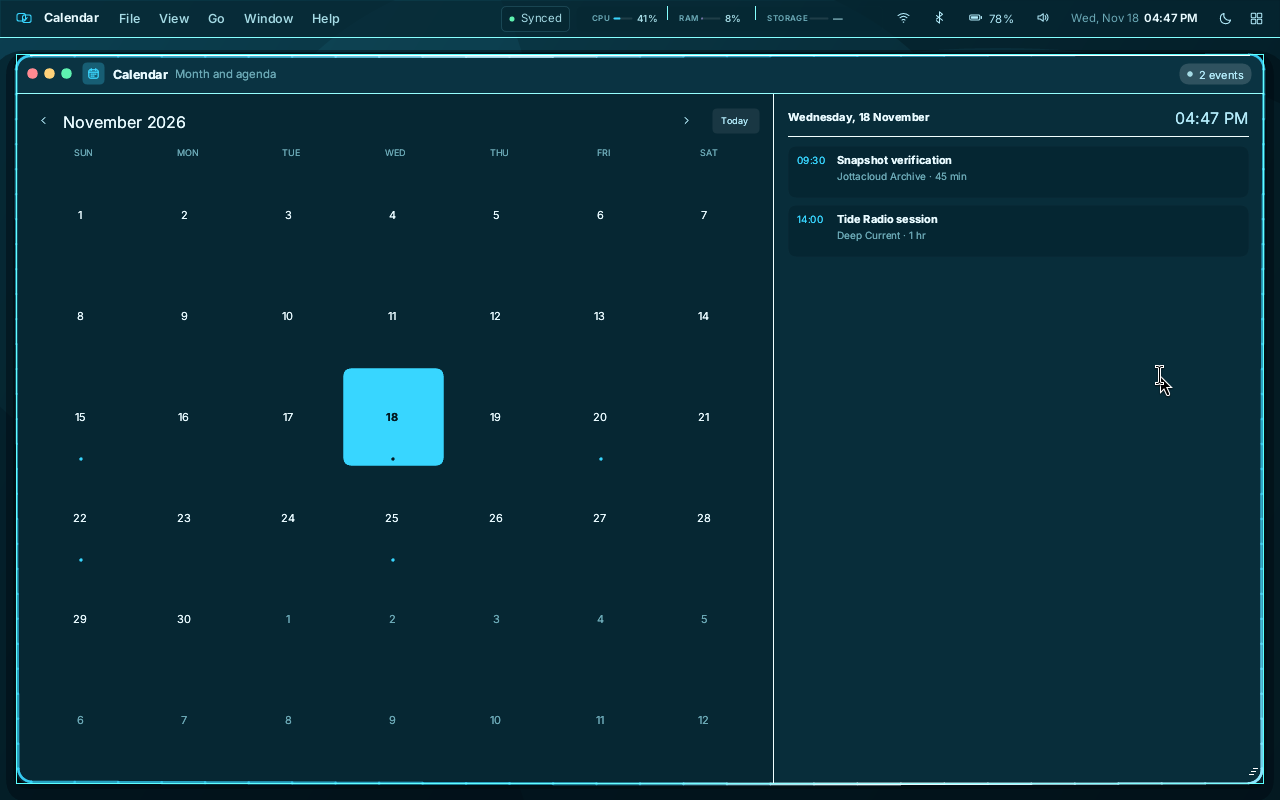 Calendar File View Go Window Help Synced CPU 41% RAM 8% STORAGE — 78% Wed, Nov 18 04:47 PM
Calendar Month and agenda 2 events
November 2026 Today
SUN MON TUE WED THU FRI SAT
1 2 3 4 5 6 7
8 9 10 11 12 13 14
15 16 17 18 19 20 21
22 23 24 25 26 27 28
29 30 1 2 3 4 5
6 7 8 9 10 11 12
Wednesday, 18 November 04:47 PM
09:30 Snapshot verification
Jottacloud Archive · 45 min
14:00 Tide Radio session
Deep Current · 1 hr